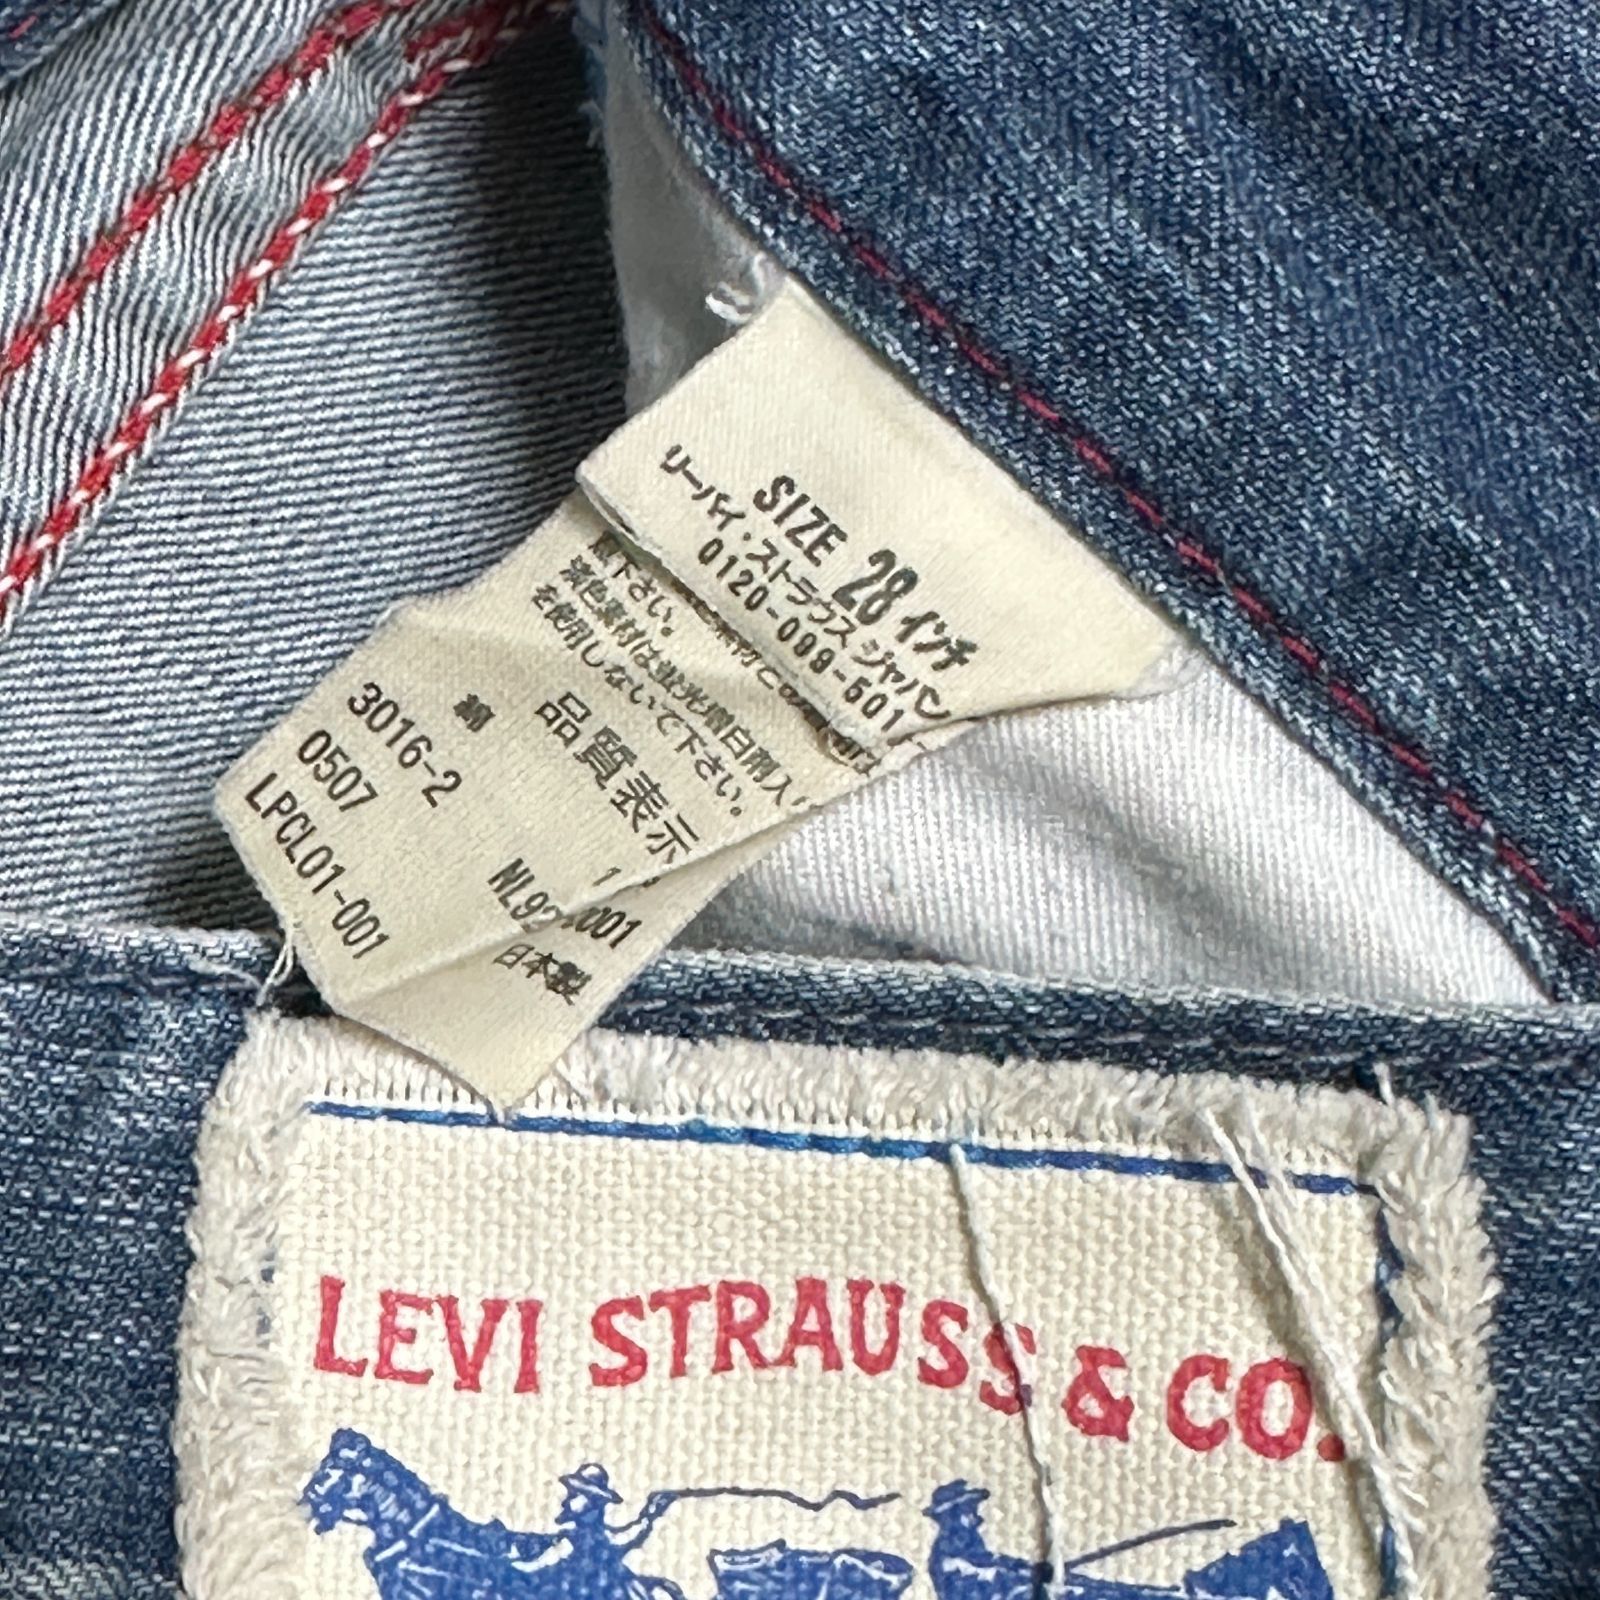 SIZE 28 インチ
リーバイ・ストラウス ジャパン
0120-099-501
慮下さい。
淡色素材は蛍光増白剤入り
を使用しないで下さい。
品質表示
綿
3016-2
0507
LPCL01-001
日本製
LEVI STRAUSS & CO.